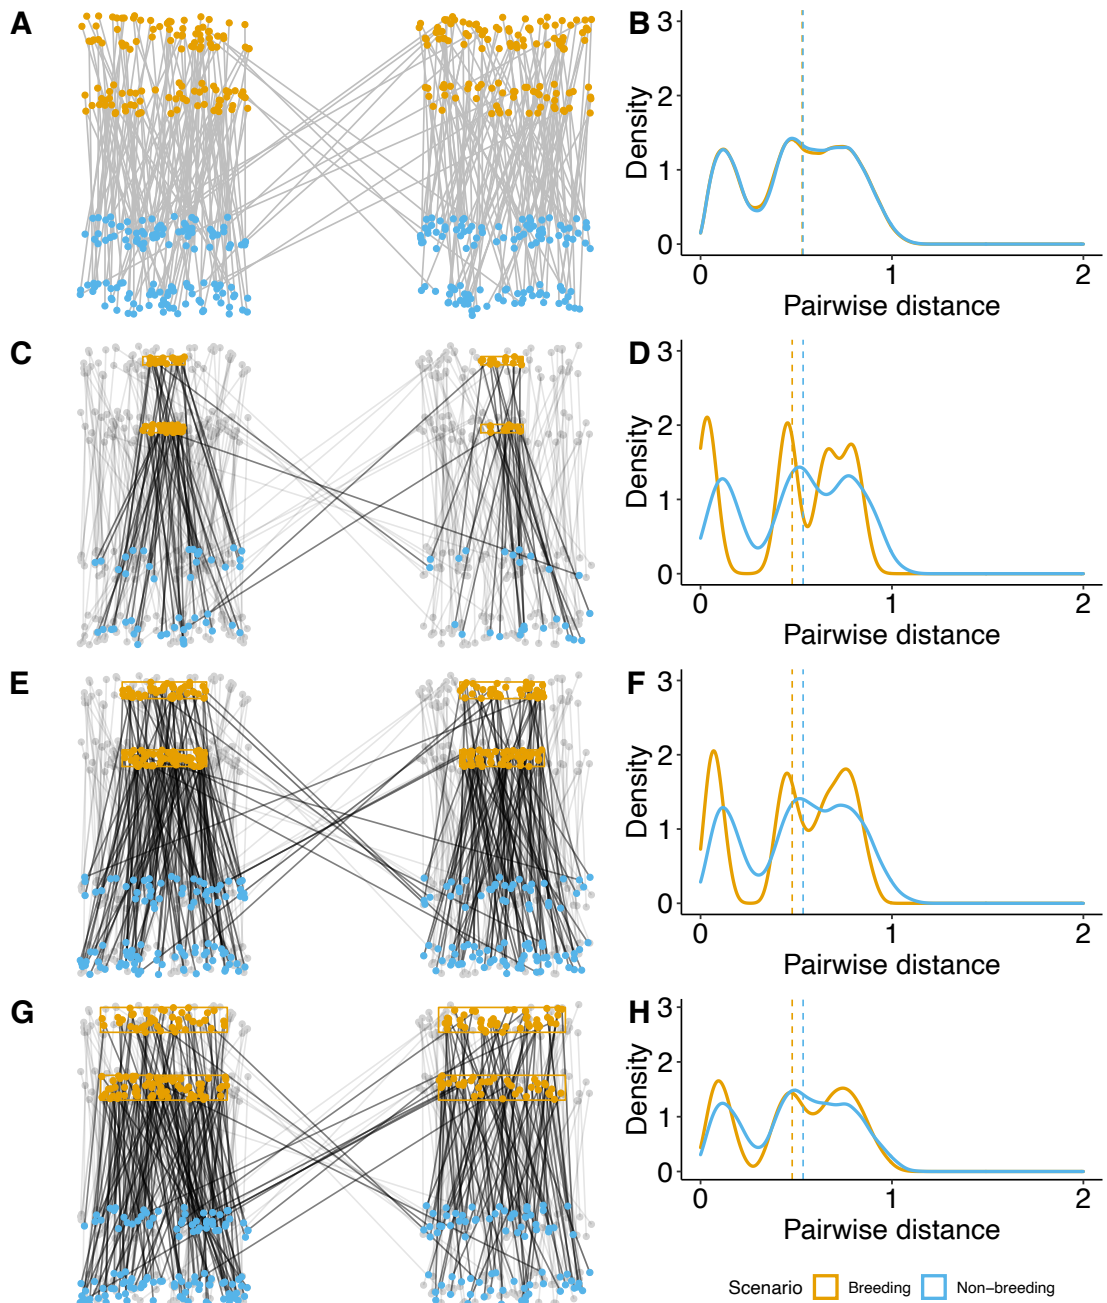 A
B
3
2
1
0
Density
0 1 2
Pairwise distance
C
D
3
2
1
0
Density
0 1 2
Pairwise distance
E
F
3
2
1
0
Density
0 1 2
Pairwise distance
G
H
3
2
1
0
Density
0 1 2
Pairwise distance
Scenario Breeding Non−breeding